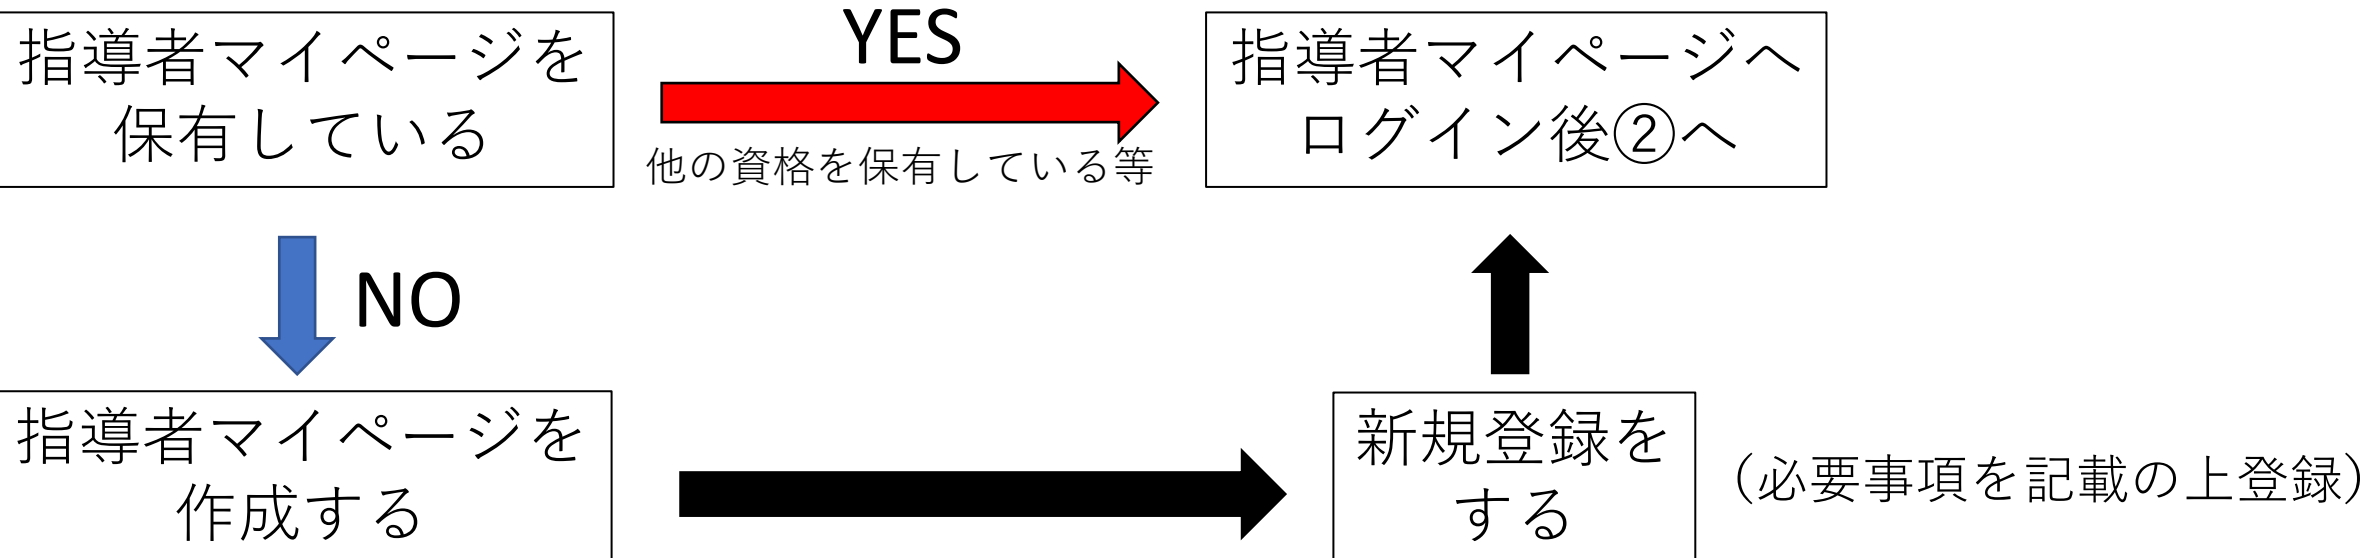 指導者マイページを
保有している
YES
他の資格を保有している等
指導者マイページへ
ログイン後②へ
NO
指導者マイページを
作成する
新規登録を
する
（必要事項を記載の上登録）